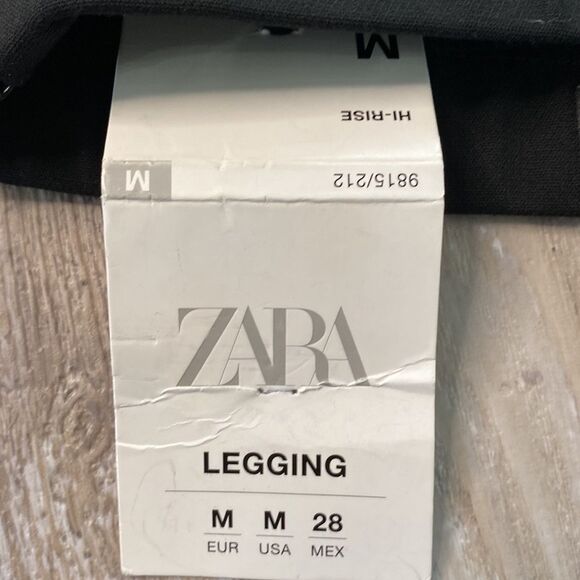 M
HI-RISE
M 9815/212
ZARA
LEGGING
M M 28
EUR USA MEX